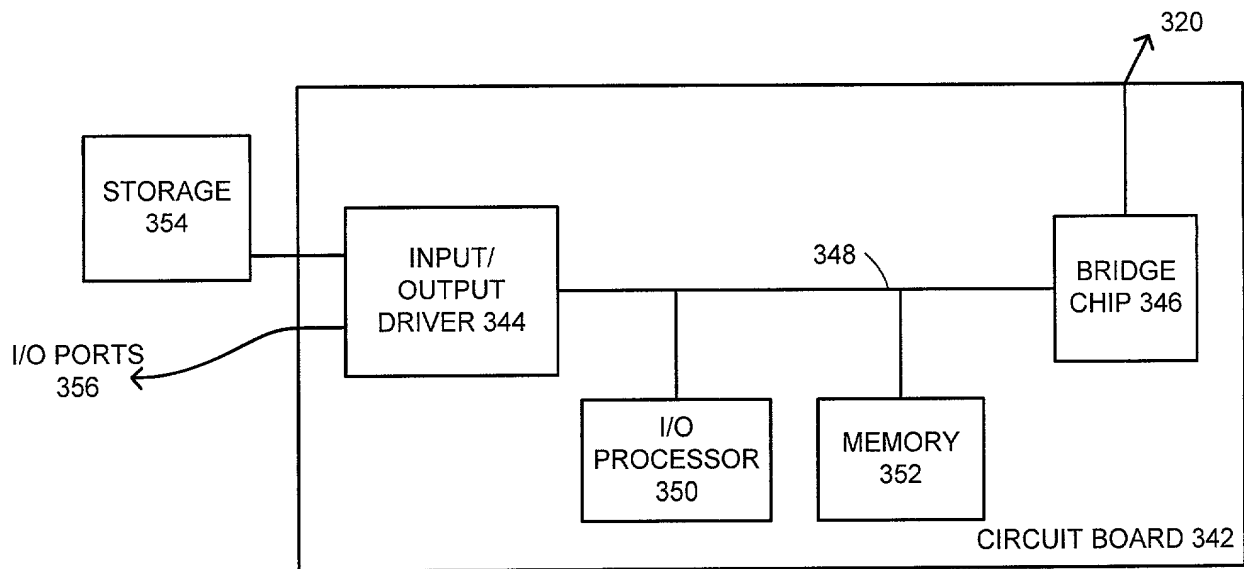 320
STORAGE
354
INPUT/
OUTPUT
DRIVER 344
348
BRIDGE
CHIP 346
I/O PORTS
356
I/O
PROCESSOR
350
MEMORY
352
CIRCUIT BOARD 342